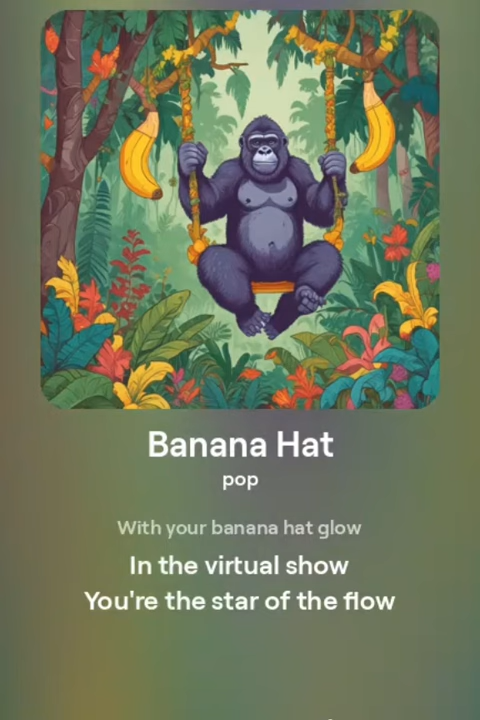 Banana Hat
pop
With your banana hat glow
In the virtual show
You're the star of the flow